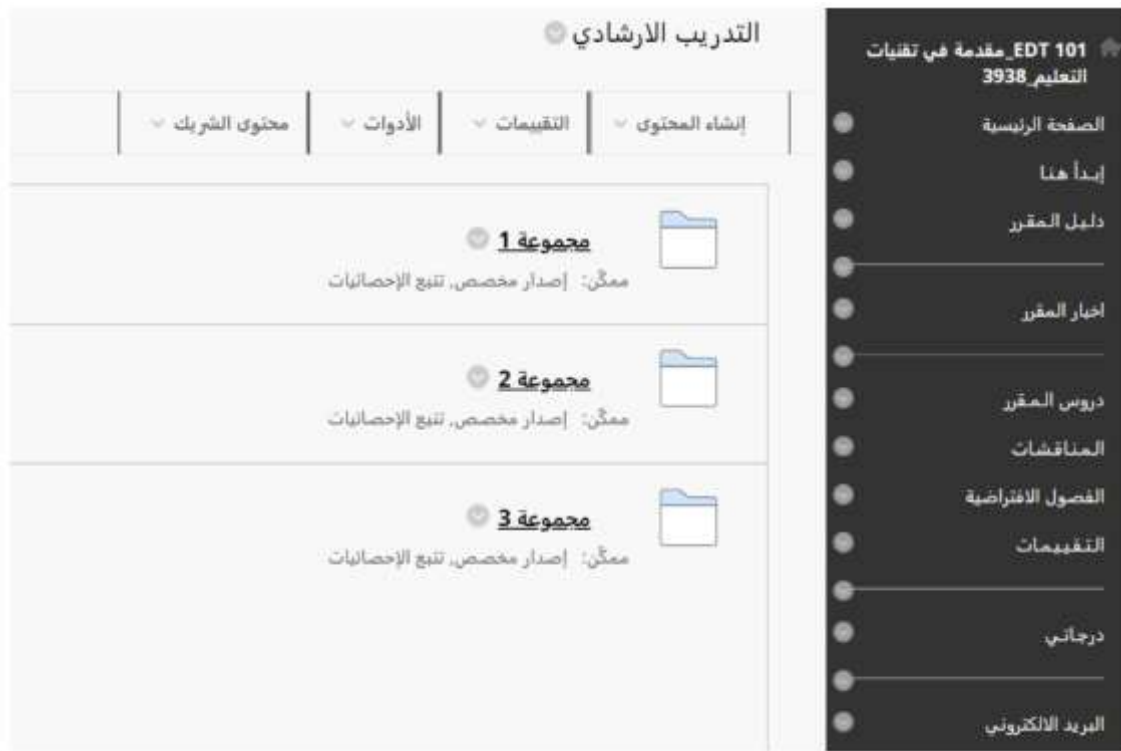 EDT 101_مقدمة في تقنيات
التعليم_3938
الصفحة الرئيسية
إبدأ هنا
دليل المقرر
اخبار المقرر
دروس المقرر
المناقشات
الفصول الافتراضية
التقييمات
درجاتي
البريد الالكتروني
التدريب الارشادي
إنشاء المحتوى
التقييمات
الأدوات
محتوى الشريك
مجموعة 1
ممكّن: إصدار مخصص, تتبع الإحصائيات
مجموعة 2
ممكّن: إصدار مخصص, تتبع الإحصائيات
مجموعة 3
ممكّن: إصدار مخصص, تتبع الإحصائيات